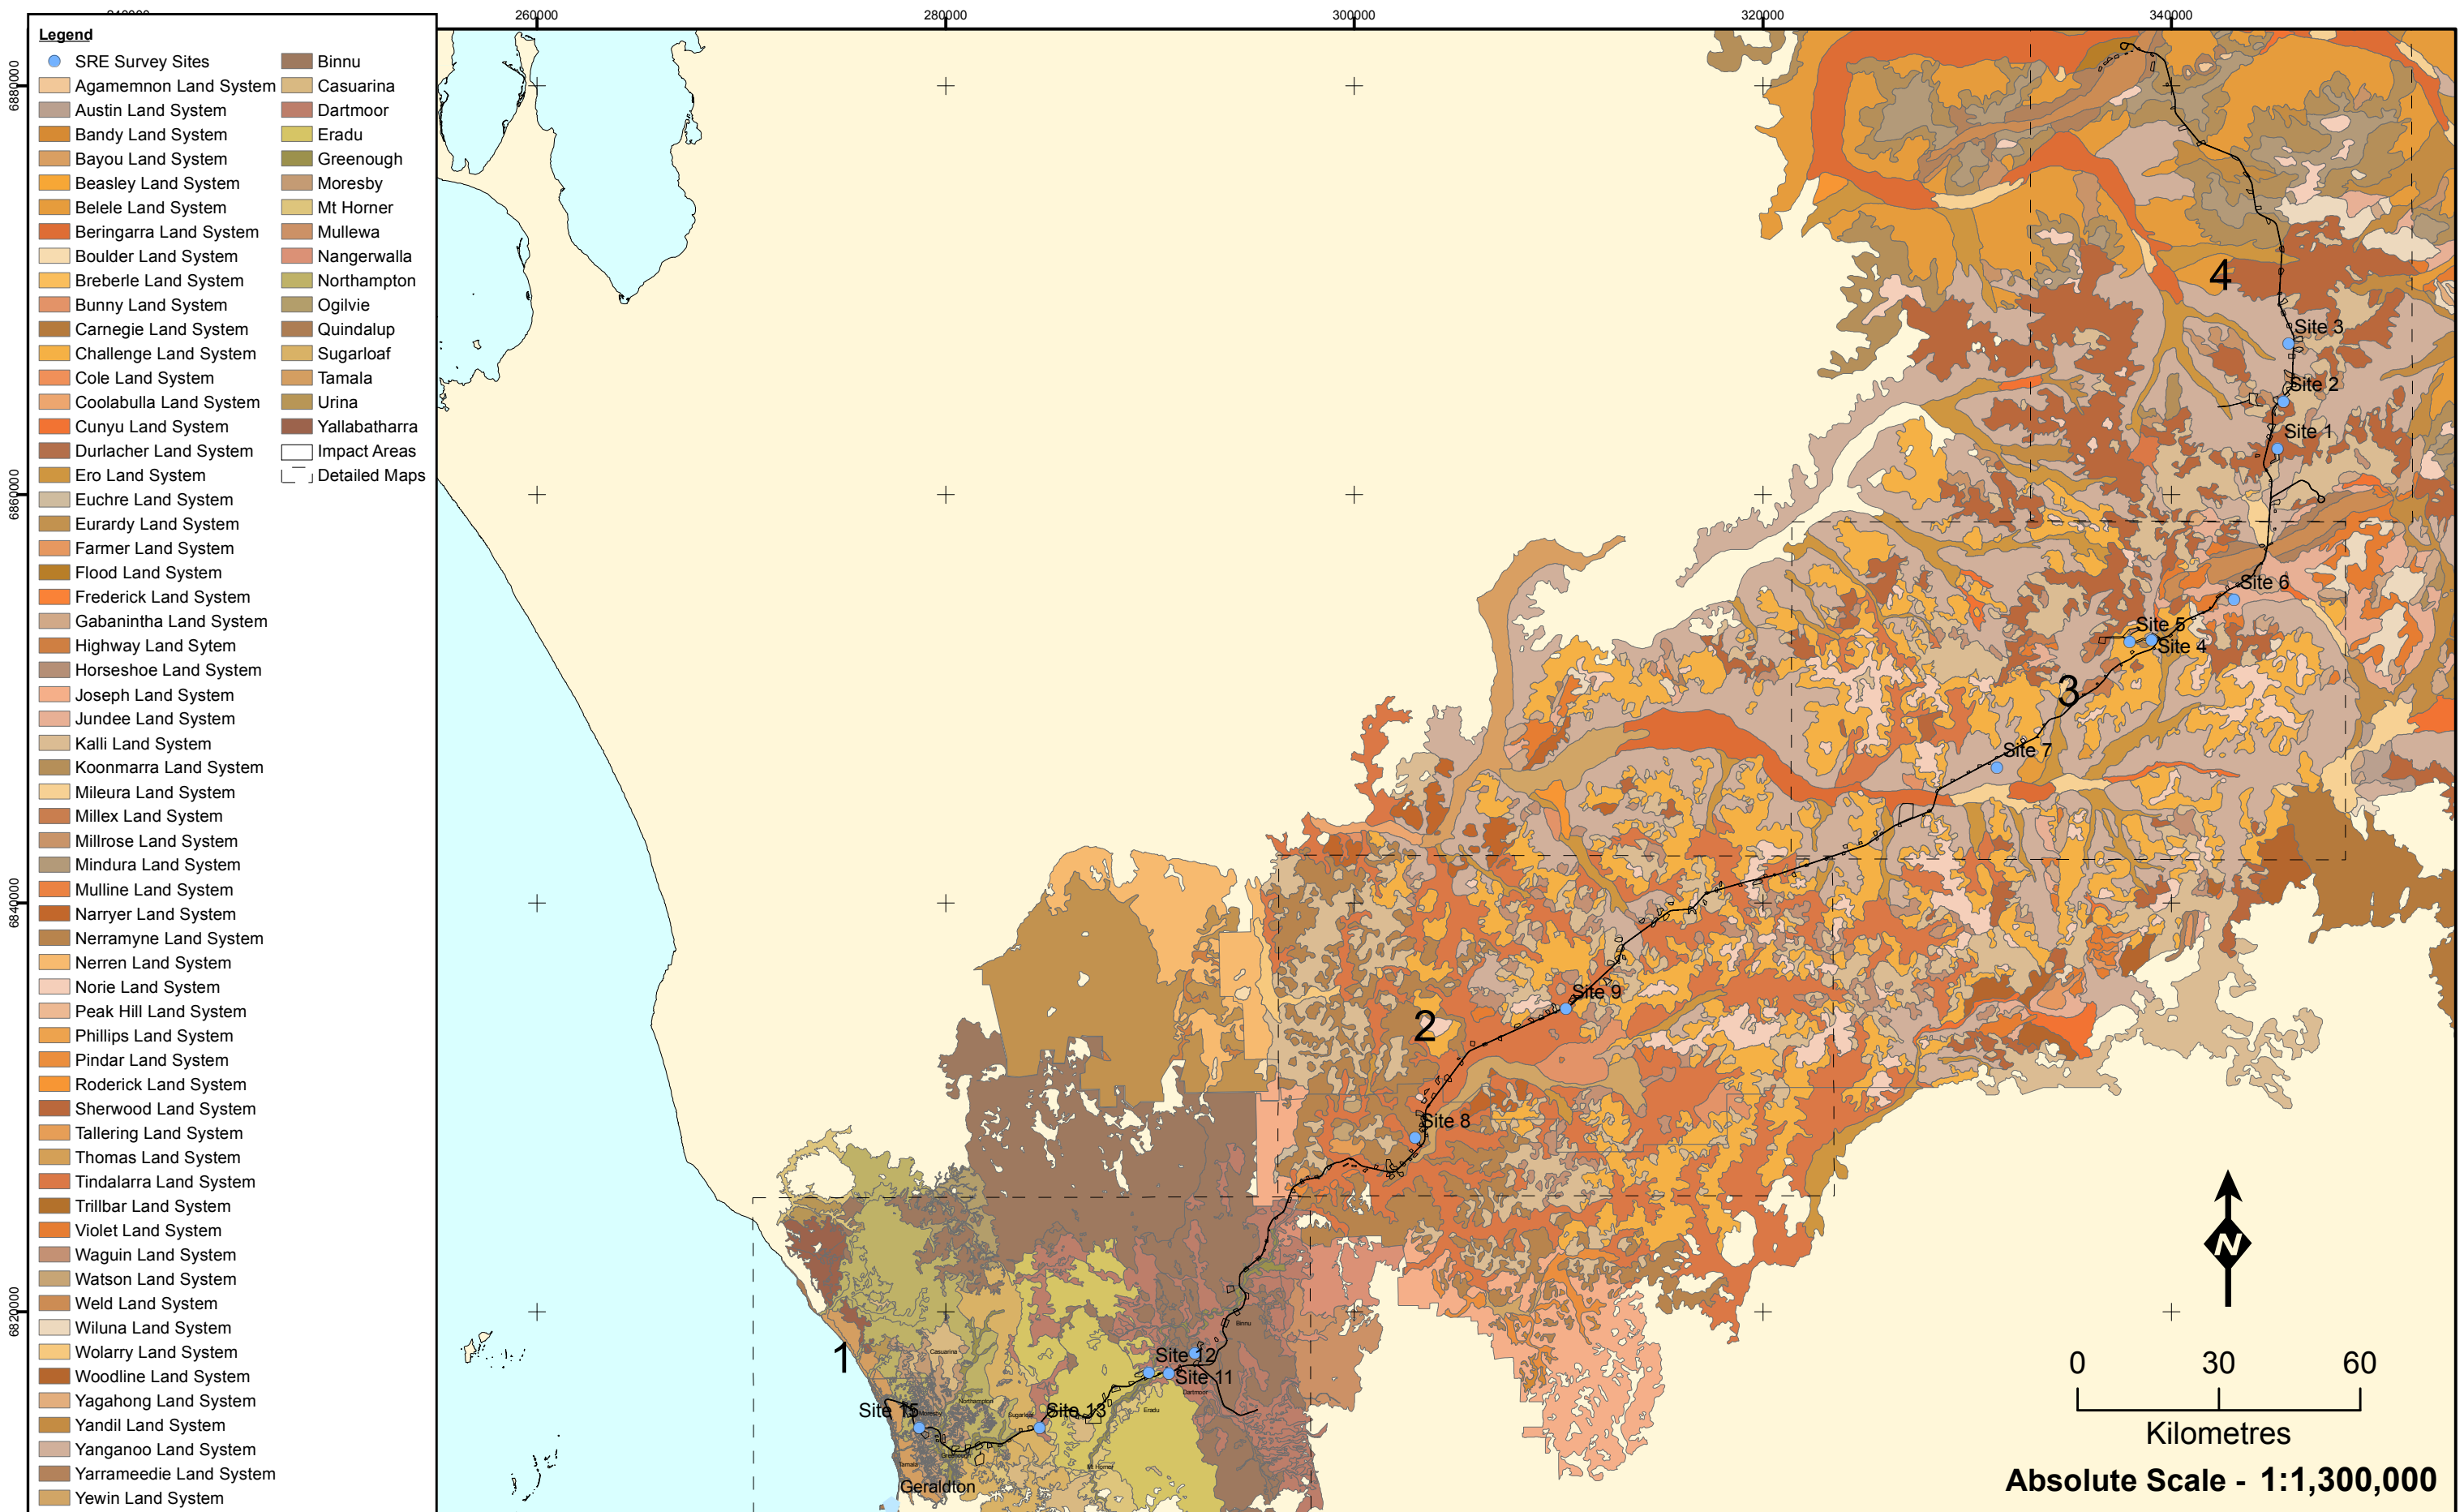 240000
260000
280000
300000
320000
340000
6880000
6860000
6840000
6820000
Legend
SRE Survey Sites
Agamemnon Land System
Austin Land System
Bandy Land System
Bayou Land System
Beasley Land System
Belele Land System
Beringarra Land System
Boulder Land System
Breberle Land System
Bunny Land System
Carnegie Land System
Challenge Land System
Cole Land System
Coolabulla Land System
Cunyu Land System
Durlacher Land System
Ero Land System
Euchre Land System
Eurardy Land System
Farmer Land System
Flood Land System
Frederick Land System
Gabanintha Land System
Highway Land Sytem
Horseshoe Land System
Joseph Land System
Jundee Land System
Kalli Land System
Koonmarra Land System
Mileura Land System
Millex Land System
Millrose Land System
Mindura Land System
Mulline Land System
Narryer Land System
Nerramyne Land System
Nerren Land System
Norie Land System
Peak Hill Land System
Phillips Land System
Pindar Land System
Roderick Land System
Sherwood Land System
Tallering Land System
Thomas Land System
Tindalarra Land System
Trillbar Land System
Violet Land System
Waguin Land System
Watson Land System
Weld Land System
Wiluna Land System
Wolarry Land System
Woodline Land System
Yagahong Land System
Yandil Land System
Yanganoo Land System
Yarrameedie Land System
Yewin Land System
Binnu
Casuarina
Dartmoor
Eradu
Greenough
Moresby
Mt Horner
Mullewa
Nangerwalla
Northampton
Ogilvie
Quindalup
Sugarloaf
Tamala
Urina
Yallabatharra
Impact Areas
Detailed Maps
4
Site 3
Site 2
Site 1
Site 6
Site 5
Site 4
3
Site 7
Site 9
2
Site 8
Binnu
1
Casuarina
Site 12
Site 11
Dartmoor
Northampton
Site 15
Moresby
Sugarloaf
Site 13
Eradu
Greenough
Tamala
Mt Horner
Geraldton
N
0 30 60
Kilometres
Absolute Scale - 1:1,300,000